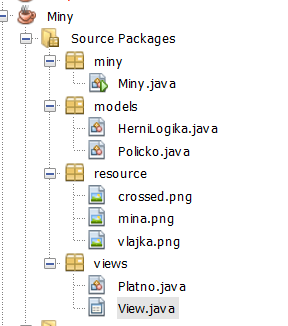 Miny
Source Packages
miny
Miny.java
models
HerniLogika.java
Policko.java
resource
crossed.png
mina.png
vlajka.png
views
Platno.java
View.java